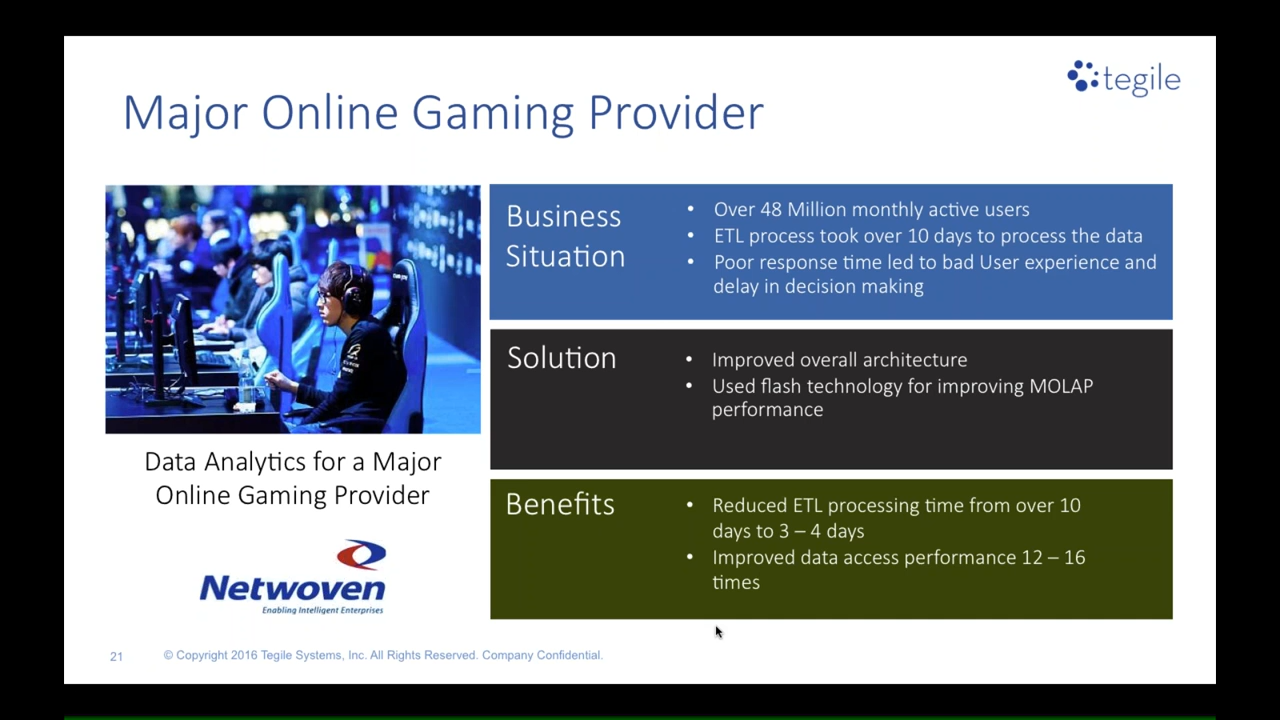 tegile
Major Online Gaming Provider
Business
Situation
• Over 48 Million monthly active users
• ETL process took over 10 days to process the data
• Poor response time led to bad User experience and
delay in decision making
Solution
• Improved overall architecture
• Used flash technology for improving MOLAP
performance
Benefits
• Reduced ETL processing time from over 10
days to 3 – 4 days
• Improved data access performance 12 – 16
times
Data Analytics for a Major
Online Gaming Provider
Netwoven
Enabling Intelligent Enterprises
21
© Copyright 2016 Tegile Systems, Inc. All Rights Reserved. Company Confidential.